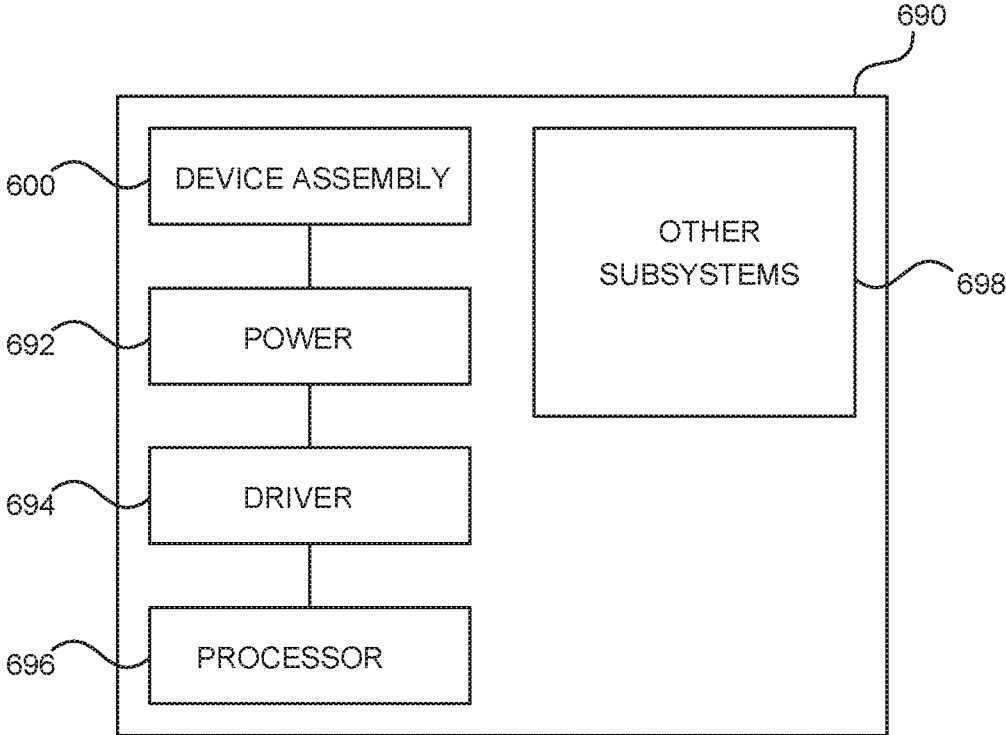 690
600
DEVICE ASSEMBLY
OTHER
SUBSYSTEMS
698
692
POWER
694
DRIVER
696
PROCESSOR